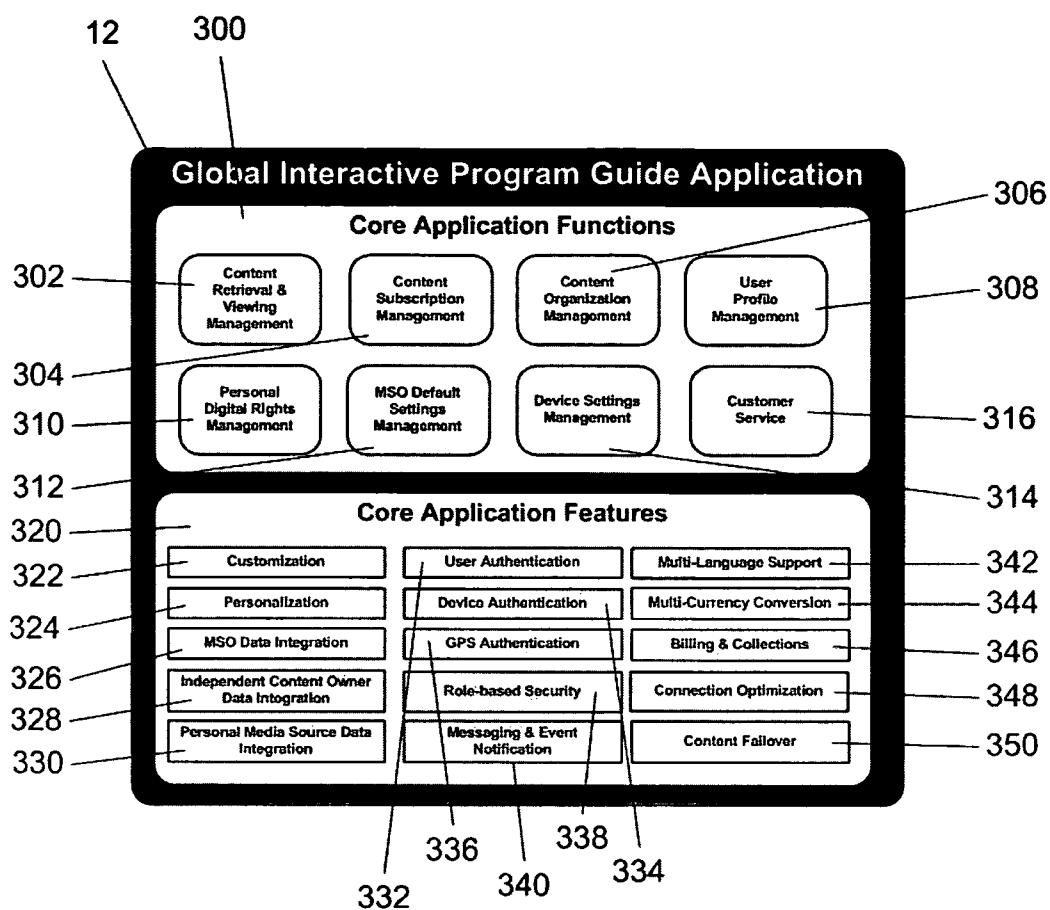 12
300
Global Interactive Program Guide Application
306
Core Application Functions
302
Content
Retrieval &
Viewing
Management
Content
Subscription
Management
Content
Organization
Management
User
Profile
Management
308
304
310
Personal
Digital Rights
Management
MSO Default
Settings
Management
Device Settings
Management
Customer
Service
316
312
314
320
Core Application Features
322
Customization
User Authentication
Multi-Language Support
342
324
Personalization
Device Authentication
Multi-Currency Conversion
344
326
MSO Data Integration
GPS Authentication
Billing & Collections
346
328
Independent Content Owner
Data Integration
Role-based Security
Connection Optimization
348
330
Personal Media Source Data
Integration
Messaging & Event
Notification
Content Failover
350
336
338
334
332
340